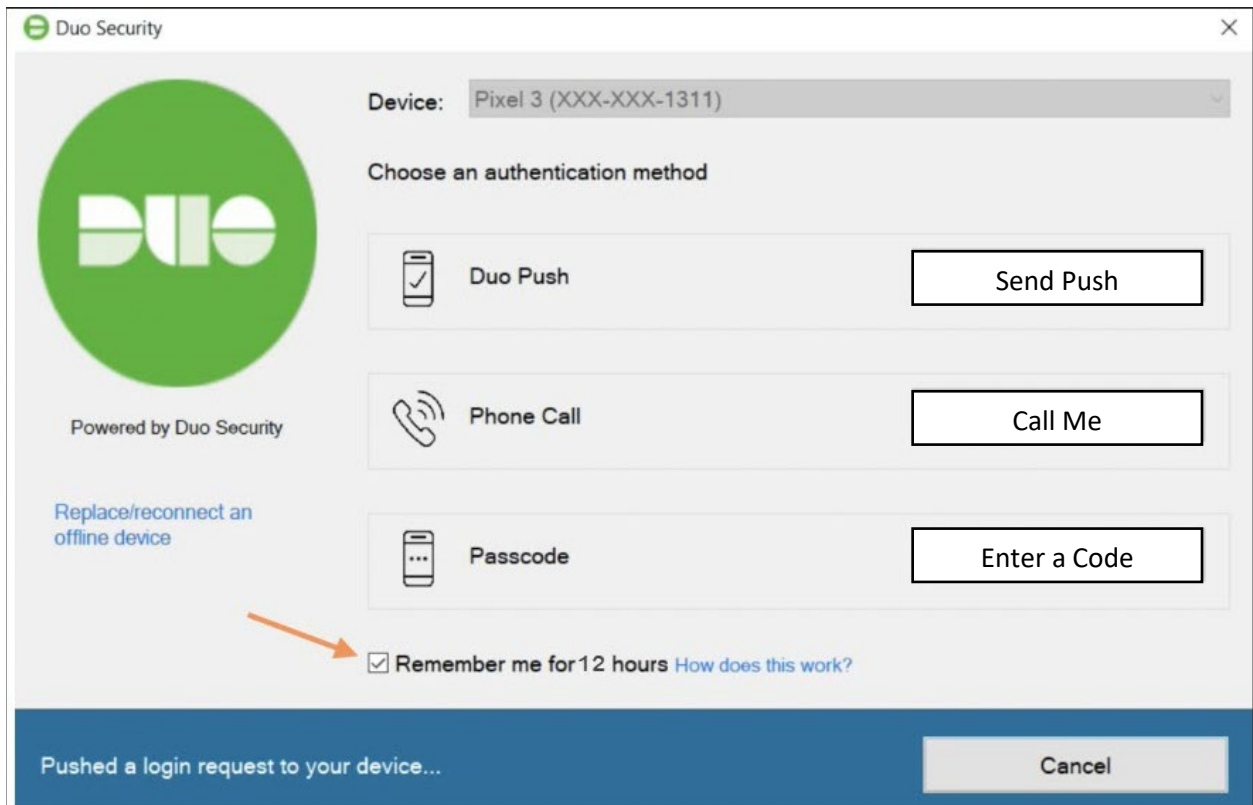 Duo Security
Device: Pixel 3 (XXX-XXX-1311)
Choose an authentication method
DUO
Duo Push Send Push
Powered by Duo Security
Phone Call Call Me
Replace/reconnect an
offline device
Passcode Enter a Code
Remember me for 12 hours How does this work?
Pushed a login request to your device... Cancel